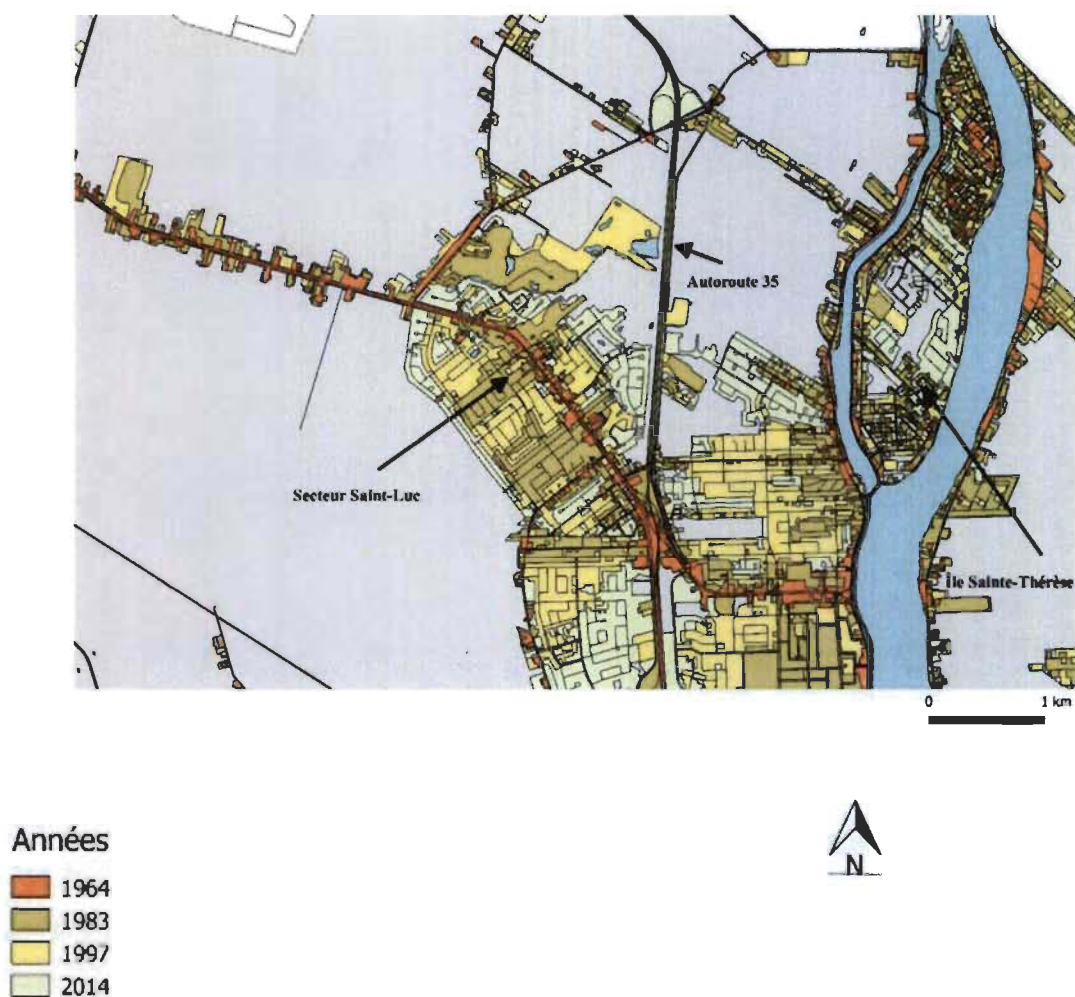 Autoroute 35
Secteur Saint-Luc
Île Sainte-Thérèse
0 1 km
Années
N
1964
1983
1997
2014